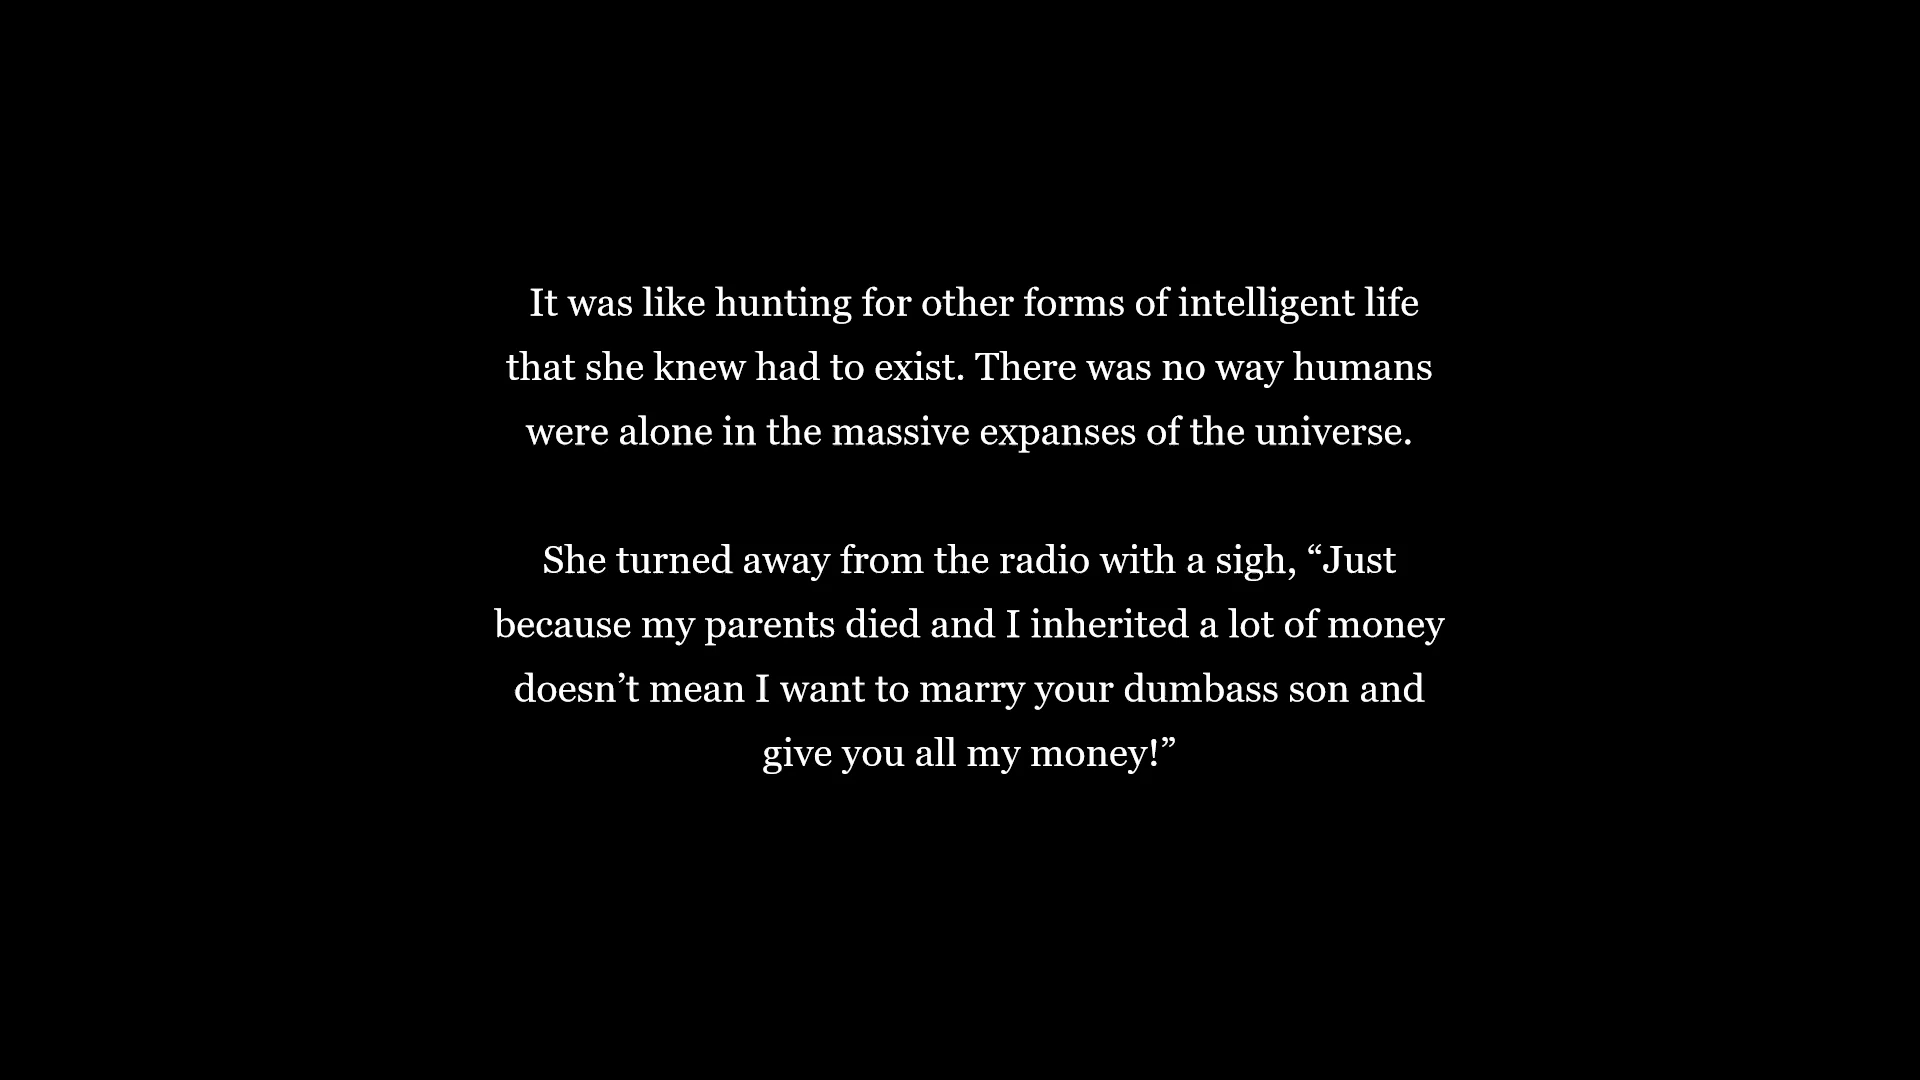 It was like hunting for other forms of intelligent life
that she knew had to exist. There was no way humans
were alone in the massive expanses of the universe.
She turned away from the radio with a sigh, “Just
because my parents died and I inherited a lot of money
doesn’t mean I want to marry your dumbass son and
give you all my money!”